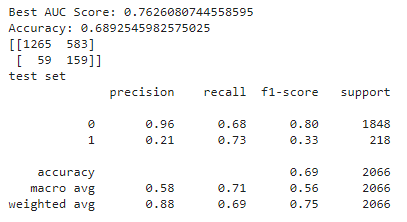 Best AUC Score: 0.7626080744558595
Accuracy: 0.6892545982575025
[[1265 583]
[ 59 159]]
test set
precision recall f1-score support
0 0.96 0.68 0.80 1848
1 0.21 0.73 0.33 218
accuracy 0.69 2066
macro avg 0.58 0.71 0.56 2066
weighted avg 0.88 0.69 0.75 2066